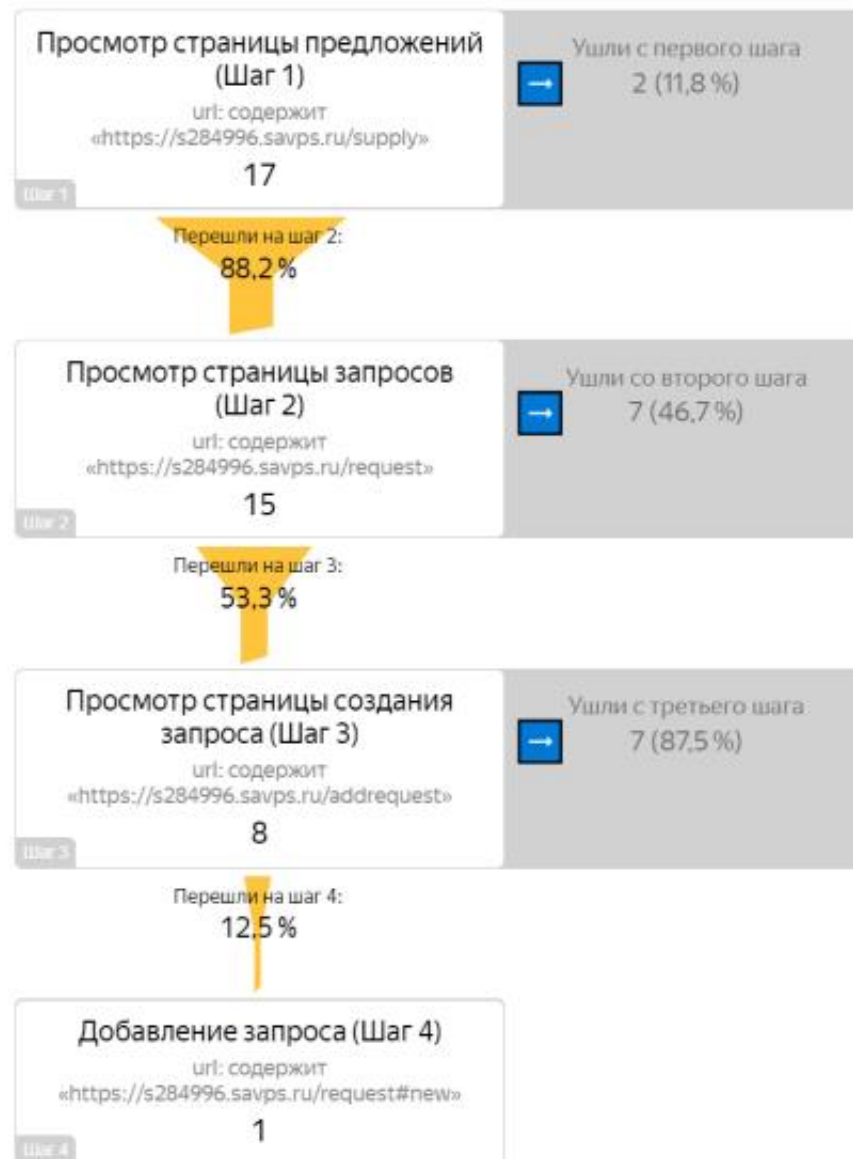 Просмотр страницы предложений
(Шаг 1)
url: содержит
«https://s284996.savps.ru/supply»
17
Шаг 1
Ушли с первого шага
2 (11,8 %)
Перешли на шаг 2:
88,2 %
Просмотр страницы запросов
(Шаг 2)
url: содержит
«https://s284996.savps.ru/request»
15
Шаг 2
Ушли со второго шага
7 (46,7 %)
Перешли на шаг 3:
53,3 %
Просмотр страницы создания
запроса (Шаг 3)
url: содержит
«https://s284996.savps.ru/addrequest»
8
Шаг 3
Ушли с третьего шага
7 (87,5 %)
Перешли на шаг 4:
12,5 %
Добавление запроса (Шаг 4)
url: содержит
«https://s284996.savps.ru/request#new»
1
Шаг 4